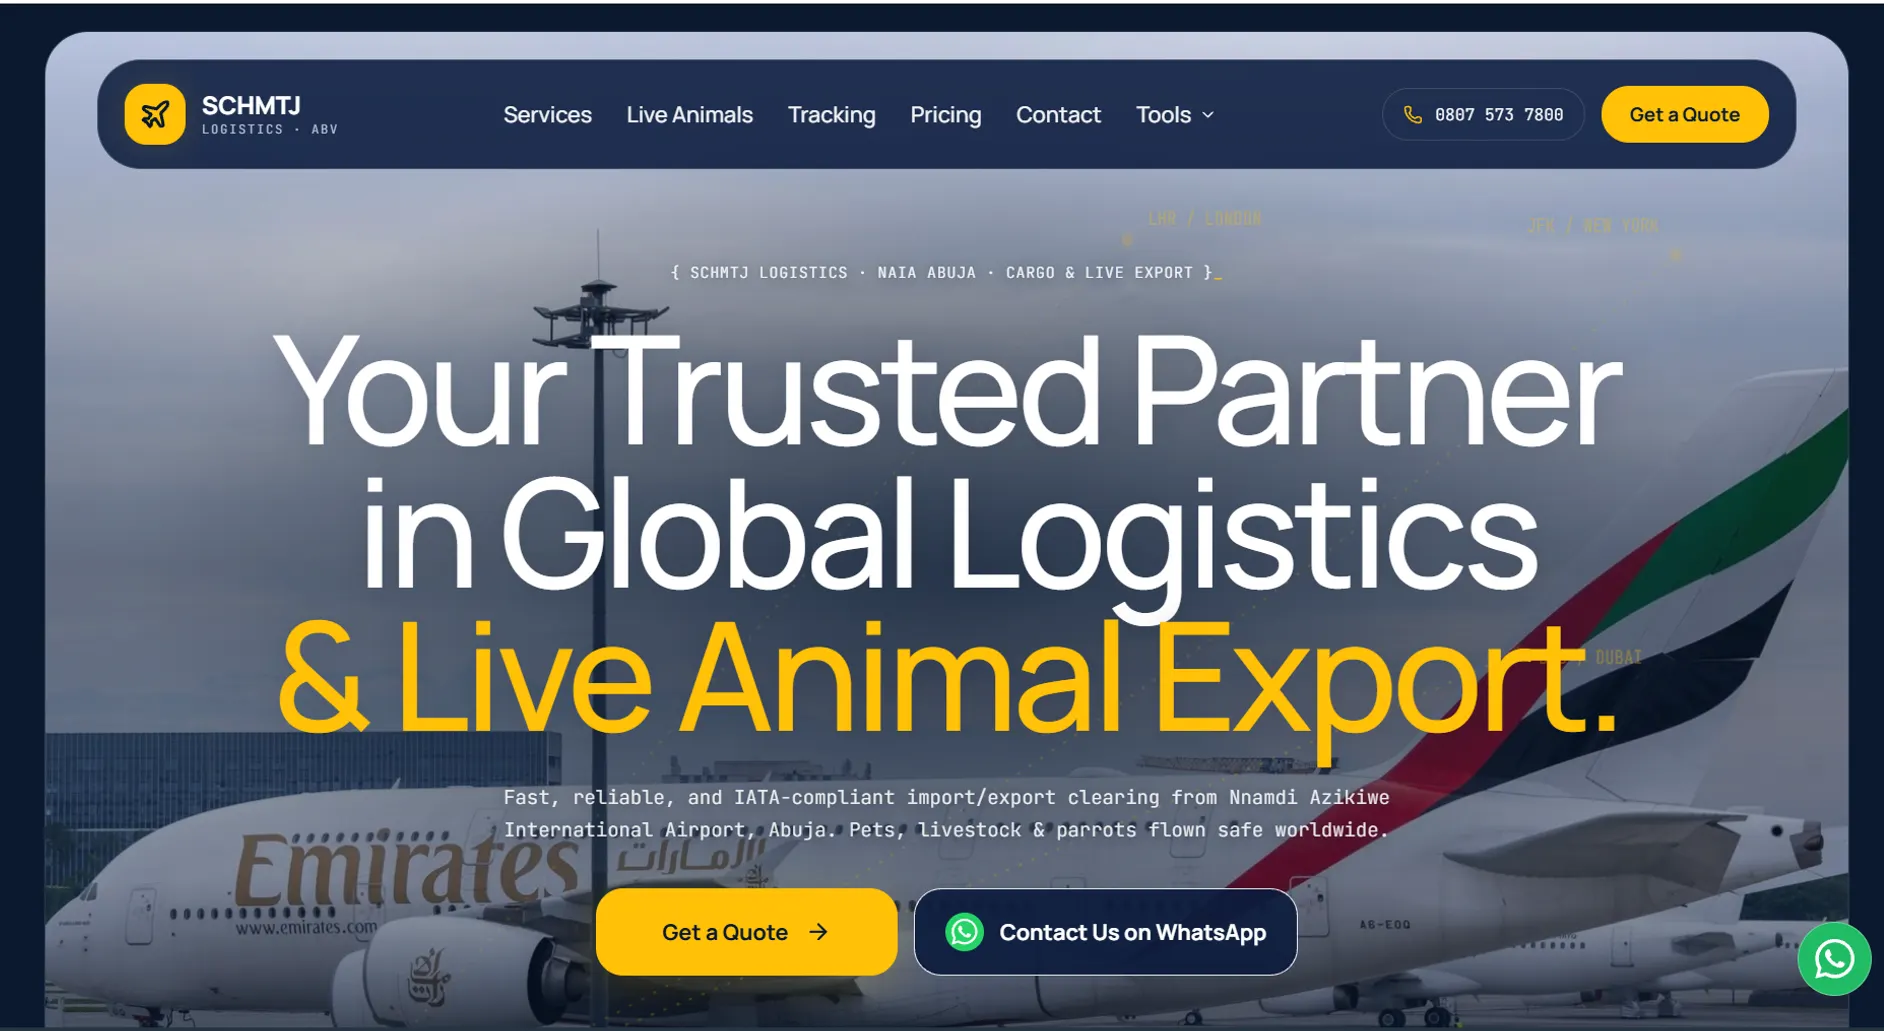 SCHMTJ
LOGISTICS · ABV
Services
Live Animals
Tracking
Pricing
Contact
Tools
0807 573 7800
Get a Quote
LHR / LONDON
JFK / NEW YORK
{ SCHMTJ LOGISTICS · NAIA ABUJA · CARGO & LIVE EXPORT }_
Your Trusted Partner
in Global Logistics
& Live Animal Export.
DUBAI
Fast, reliable, and IATA-compliant import/export clearing from Nnamdi Azikiwe
International Airport, Abuja. Pets, livestock & parrots flown safe worldwide.
Emirates الإمارات
www.emirates.com
Get a Quote →
Contact Us on WhatsApp
A6-EOQ